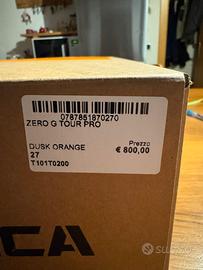 0787851870270
ZERO G TOUR PRO
Prezzo
DUSK ORANGE
€ 800,00
27
T101T0200
CA
subito